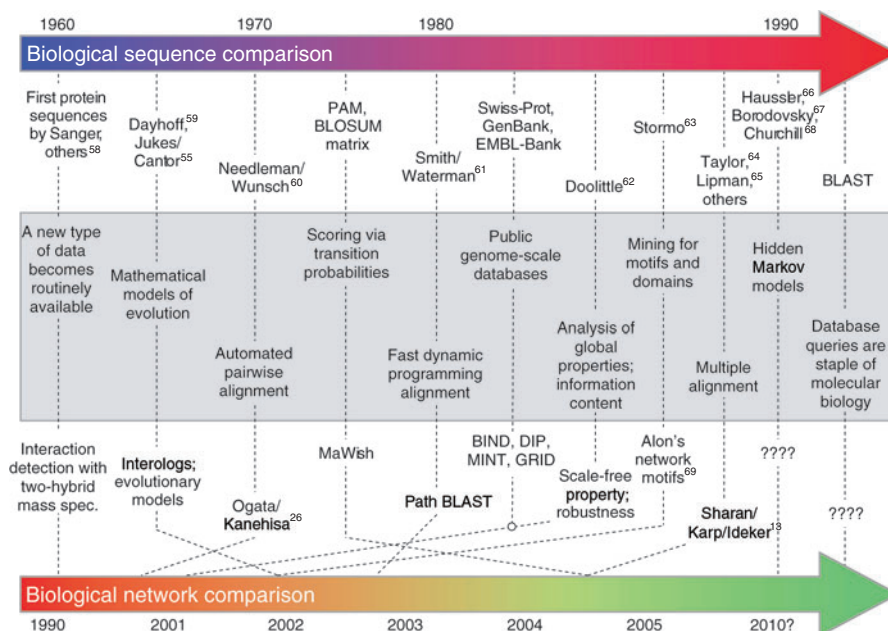 1960 1970 1980 1990
Biological sequence comparison
First protein
sequences
by Sanger,
others58
Dayhoff,59
Jukes/
Cantor55
Needleman/
Wunsch60
PAM,
BLOSUM
matrix
Smith/
Waterman61
Swiss-Prot,
GenBank,
EMBL-Bank
Doolittle62
Stormo63
Taylor,64
Lipman,65
others
Haussler,66
Borodovsky,67
Churchill68
BLAST
A new type
of data
becomes
routinely
available
Mathematical
models of
evolution
Automated
pairwise
alignment
Scoring via
transition
probabilities
Fast dynamic
programming
alignment
Public
genome-scale
databases
Analysis of
global
properties;
information
content
Mining for
motifs and
domains
Multiple
alignment
Hidden
Markov
models
Database
queries are
staple of
molecular
biology
Interaction
detection with
two-hybrid
mass spec.
Interologs;
evolutionary
models
Ogata/
Kanehisa26
MaWish
Path BLAST
BIND, DIP,
MINT, GRID
Scale-free
property;
robustness
Alon's
network
motifs69
Sharan/
Karp/Ideker13
????
????
Biological network comparison
1990 2001 2002 2003 2004 2005 2010?